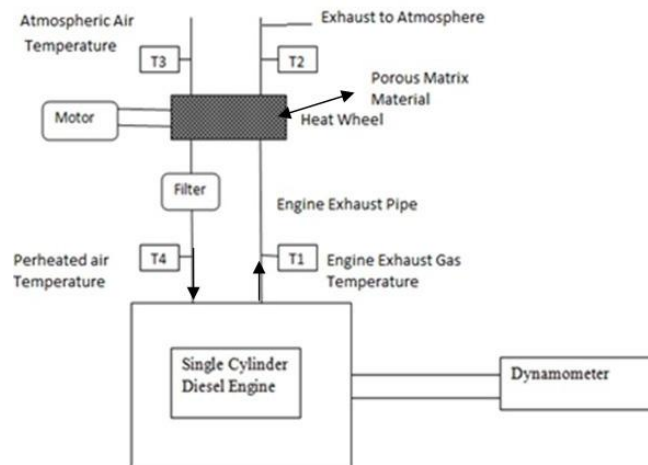 Atmospheric Air
Temperature
Exhaust to Atmosphere
T3
T2
Porous Matrix
Material
Motor
Heat Wheel
Filter
Engine Exhaust Pipe
Perheated air
Temperature
T4
T1
Engine Exhaust Gas
Temperature
Single Cylinder
Diesel Engine
Dynamometer